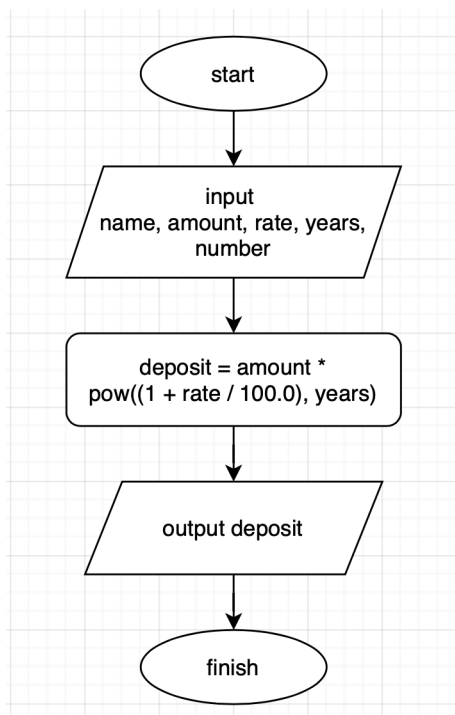 start
input
name, amount, rate, years,
number
deposit = amount *
pow((1 + rate / 100.0), years)
output deposit
finish